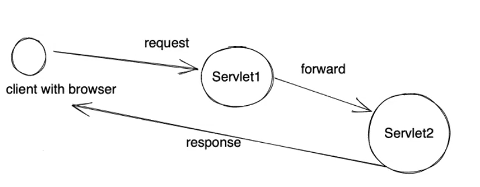 request
Servlet1
forward
client with browser
Servlet2
response